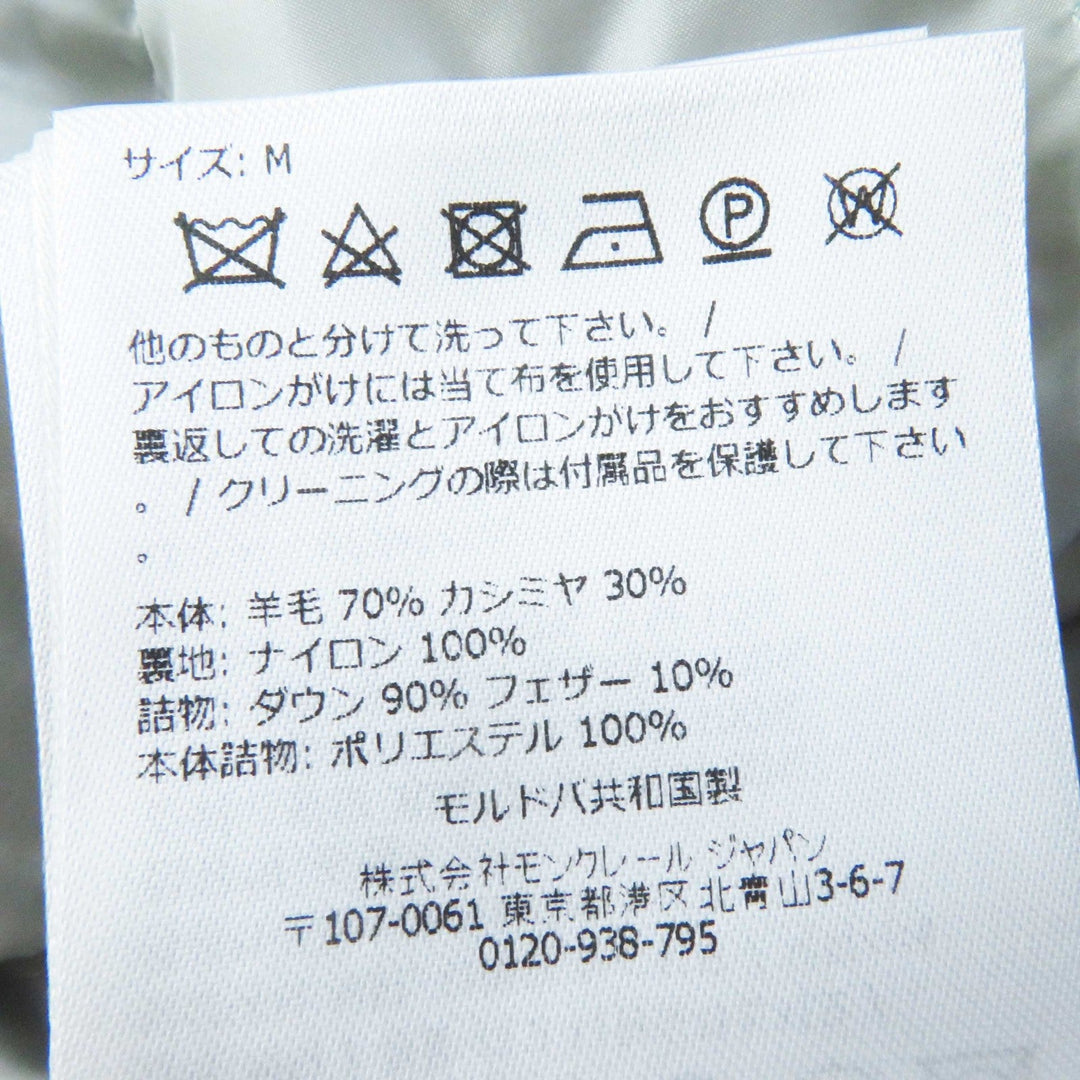 サイズ: M
P
W
他のものと分けて洗って下さい。 /
アイロンがけには当て布を使用して下さい。 /
裏返しての洗濯とアイロンかけをおすすめします
。 / クリーニングの際は付属品を保護して下さい
。
本体: 羊毛 70% カシミヤ 30%
裏地: ナイロン 100%
詰物: ダウン 90% フェザー 10%
本体詰物: ポリエステル 100%
モルドバ共和国製
株式会社モンクレール ジャパン
〒107-0061 東京都港区北青山3-6-7
0120-938-795